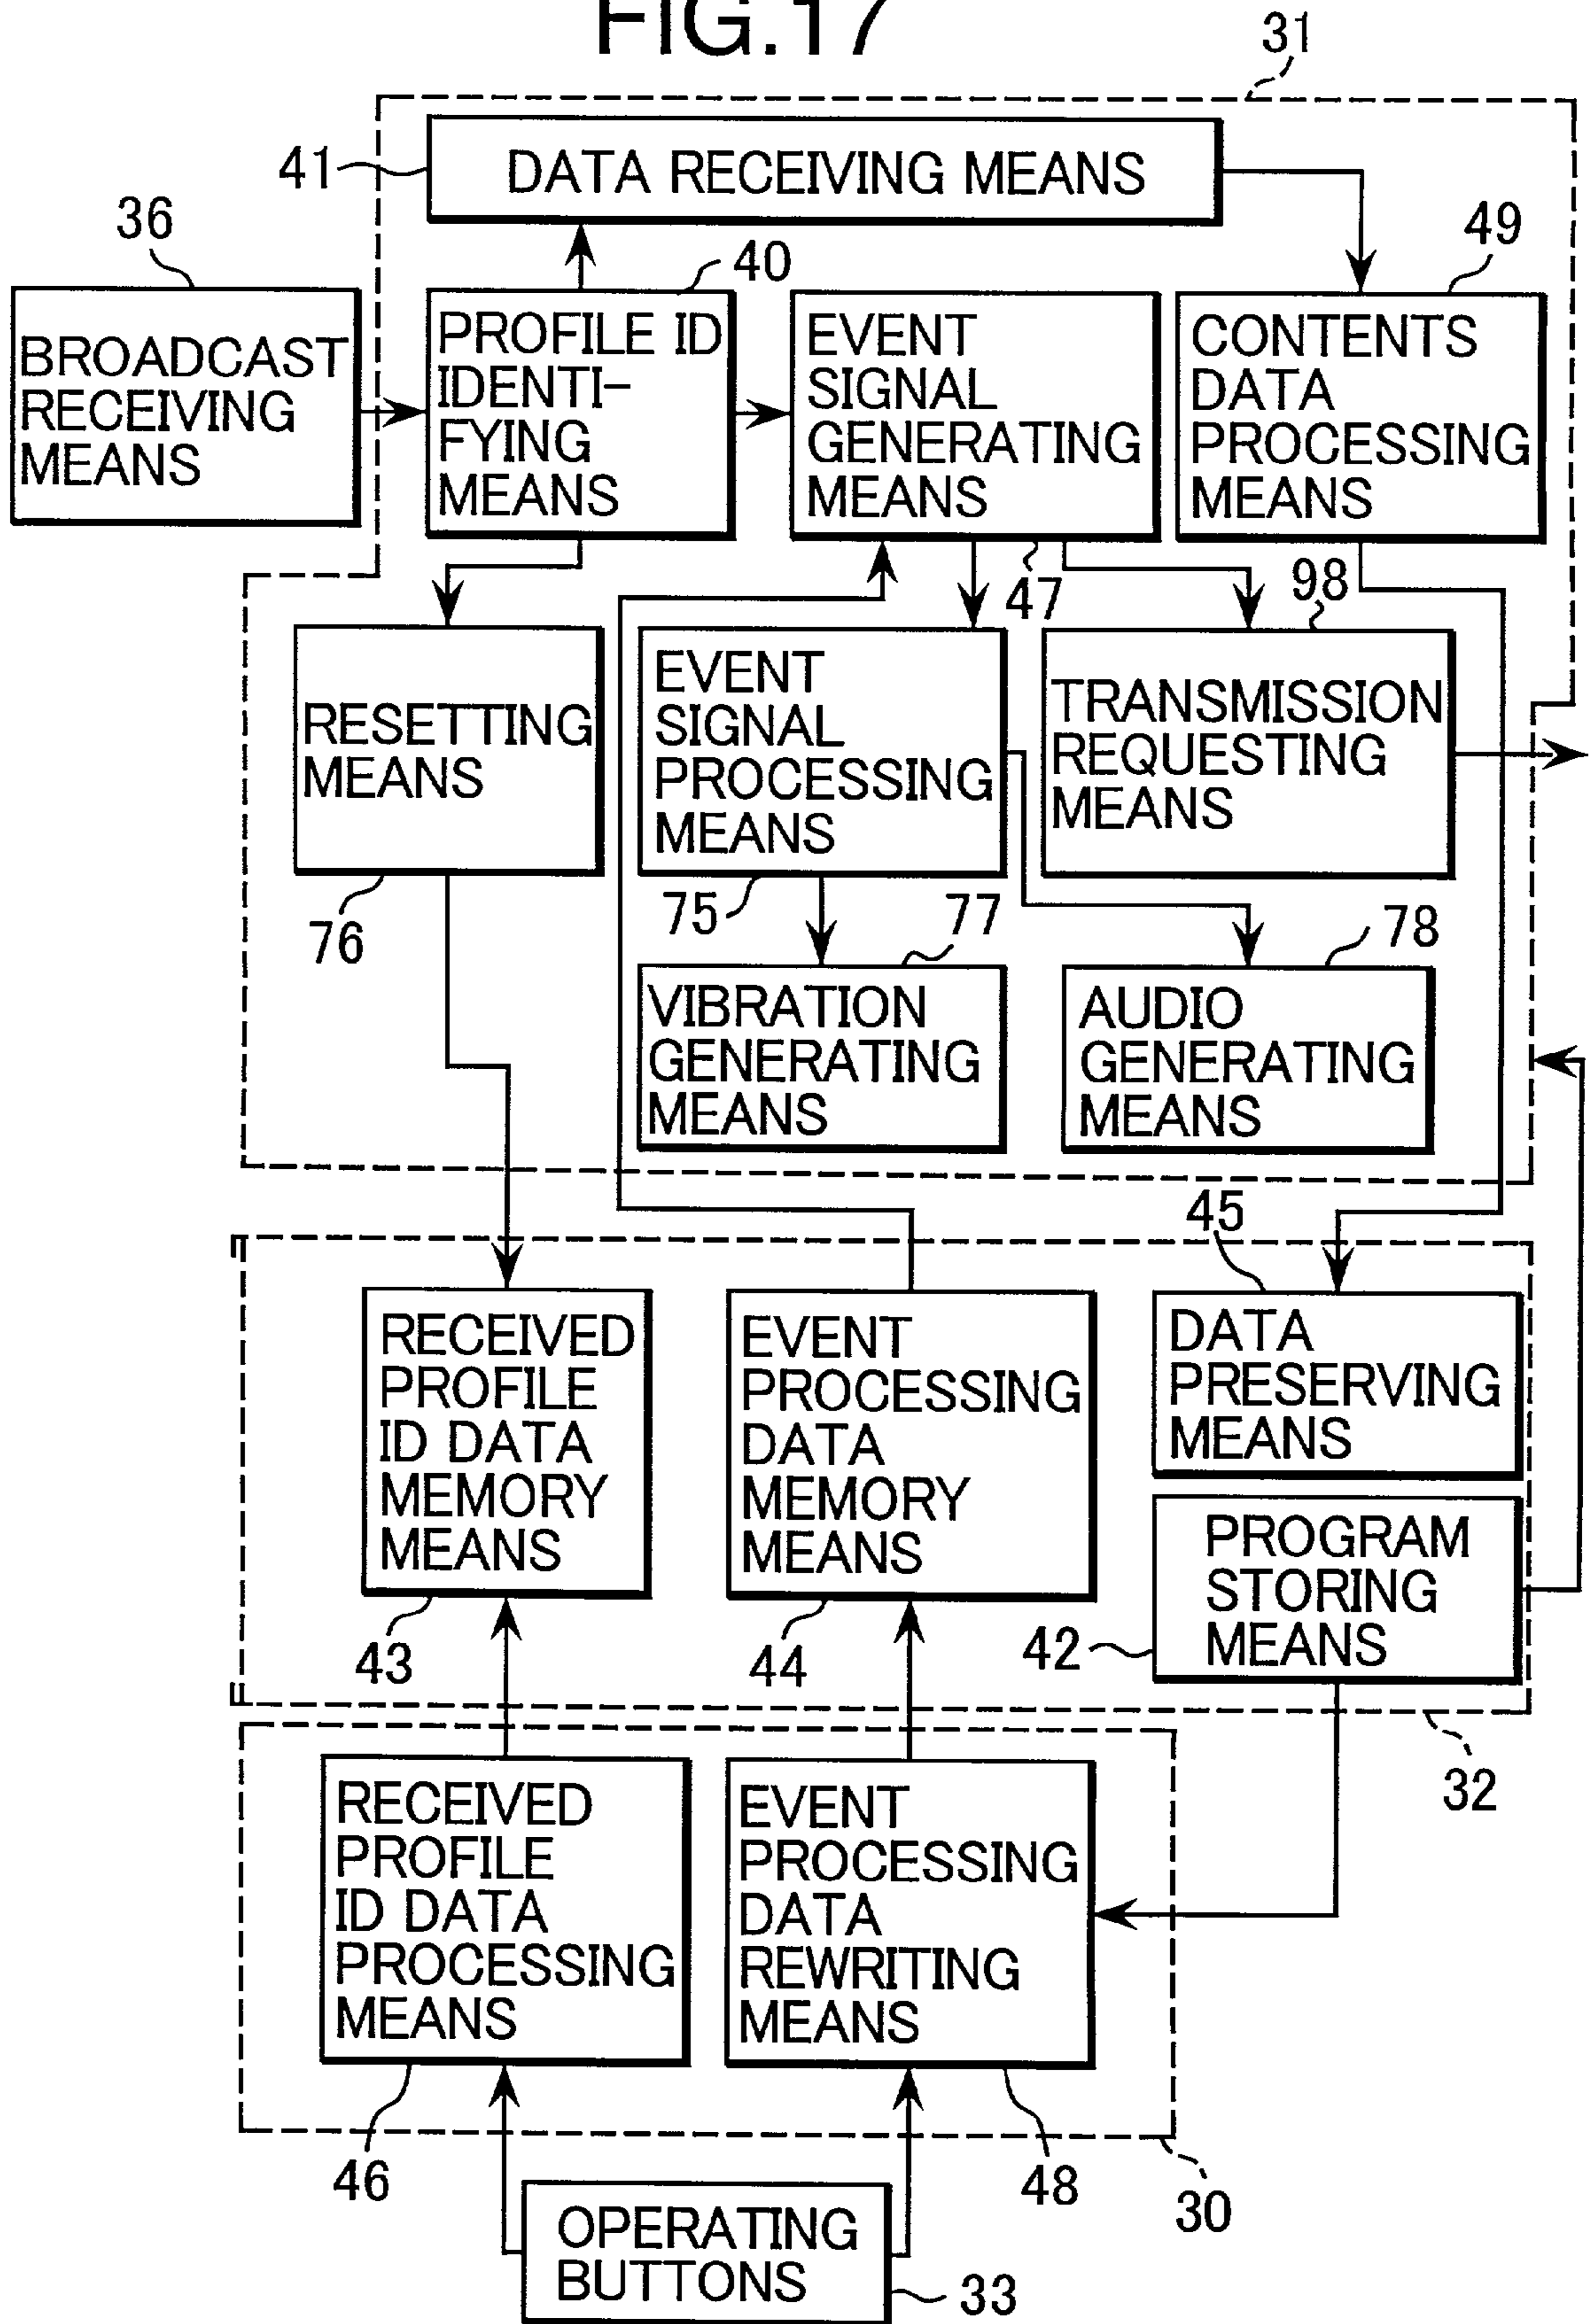 FIG.17
31
41
DATA RECEIVING MEANS
36
40
49
BROADCAST
RECEIVING
MEANS
PROFILE ID
IDENTI-
FYING
MEANS
EVENT
SIGNAL
GENERATING
MEANS
CONTENTS
DATA
PROCESSING
MEANS
47
98
RESETTING
MEANS
EVENT
SIGNAL
PROCESSING
MEANS
TRANSMISSION
REQUESTING
MEANS
76
75
77
78
VIBRATION
GENERATING
MEANS
AUDIO
GENERATING
MEANS
45
RECEIVED
PROFILE
ID DATA
MEMORY
MEANS
EVENT
PROCESSING
DATA
MEMORY
MEANS
DATA
PRESERVING
MEANS
PROGRAM
STORING
MEANS
43
44
42
32
RECEIVED
PROFILE
ID DATA
PROCESSING
MEANS
EVENT
PROCESSING
DATA
REWRITING
MEANS
46
48
30
OPERATING
BUTTONS
33